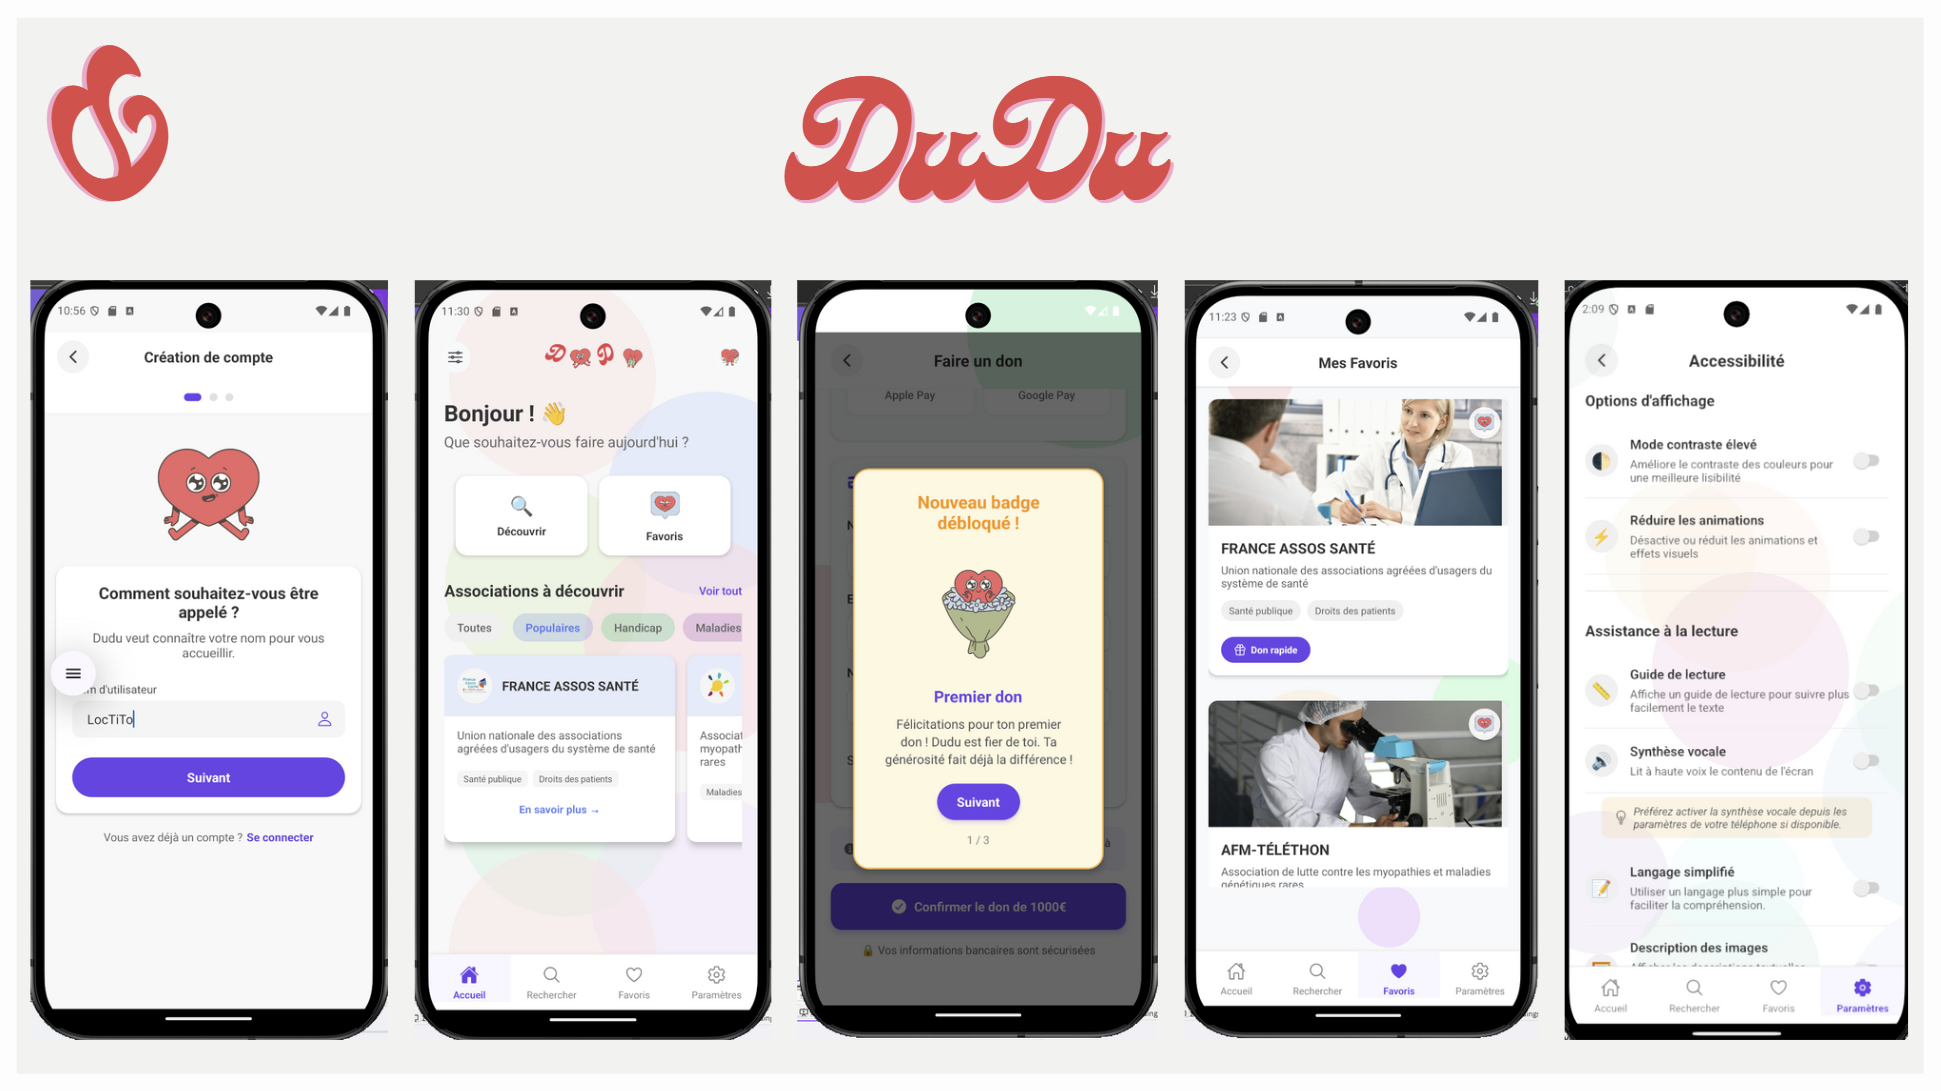 DuDu
10:56
Création de compte
Comment souhaitez-vous être
appelé ?
Dudu veut connaître votre nom pour vous
accueillir.
d'utilisateur
LocTiTo
Suivant
Vous avez déjà un compte ? Se connecter
11:30
Bonjour ! 👋
Que souhaitez-vous faire aujourd'hui ?
Découvrir
Favoris
Associations à découvrir
Voir tout
Toutes
Populaires
Handicap
Maladies
FRANCE ASSOS SANTÉ
Union nationale des associations
agréées d'usagers du système de santé
Santé publique
Droits des patients
En savoir plus →
Associat
myopath
rares
Maladies
Accueil
Rechercher
Favoris
Paramètres
Faire un don
Apple Pay
Google Pay
Nouveau badge
débloqué !
Premier don
Félicitations pour ton premier
don ! Dudu est fier de toi. Ta
générosité fait déjà la différence !
Suivant
1 / 3
Confirmer le don de 1000€
Vos informations bancaires sont sécurisées
11:23
Mes Favoris
FRANCE ASSOS SANTÉ
Union nationale des associations agréées d'usagers du
système de santé
Santé publique
Droits des patients
Don rapide
AFM-TÉLÉTHON
Association de lutte contre les myopathies et maladies
génétiques rares
Accueil
Rechercher
Favoris
Paramètres
2:09
Accessibilité
Options d'affichage
Mode contraste élevé
Améliore le contraste des couleurs pour
une meilleure lisibilité
Réduire les animations
Désactive ou réduit les animations et
effets visuels
Assistance à la lecture
Guide de lecture
Affiche un guide de lecture pour suivre plus
facilement le texte
Synthèse vocale
Lit à haute voix le contenu de l'écran
Préférez activer la synthèse vocale depuis les
paramètres de votre téléphone si disponible.
Langage simplifié
Utiliser un langage plus simple pour
faciliter la compréhension.
Description des images
Accueil
Rechercher
Favoris
Paramètres